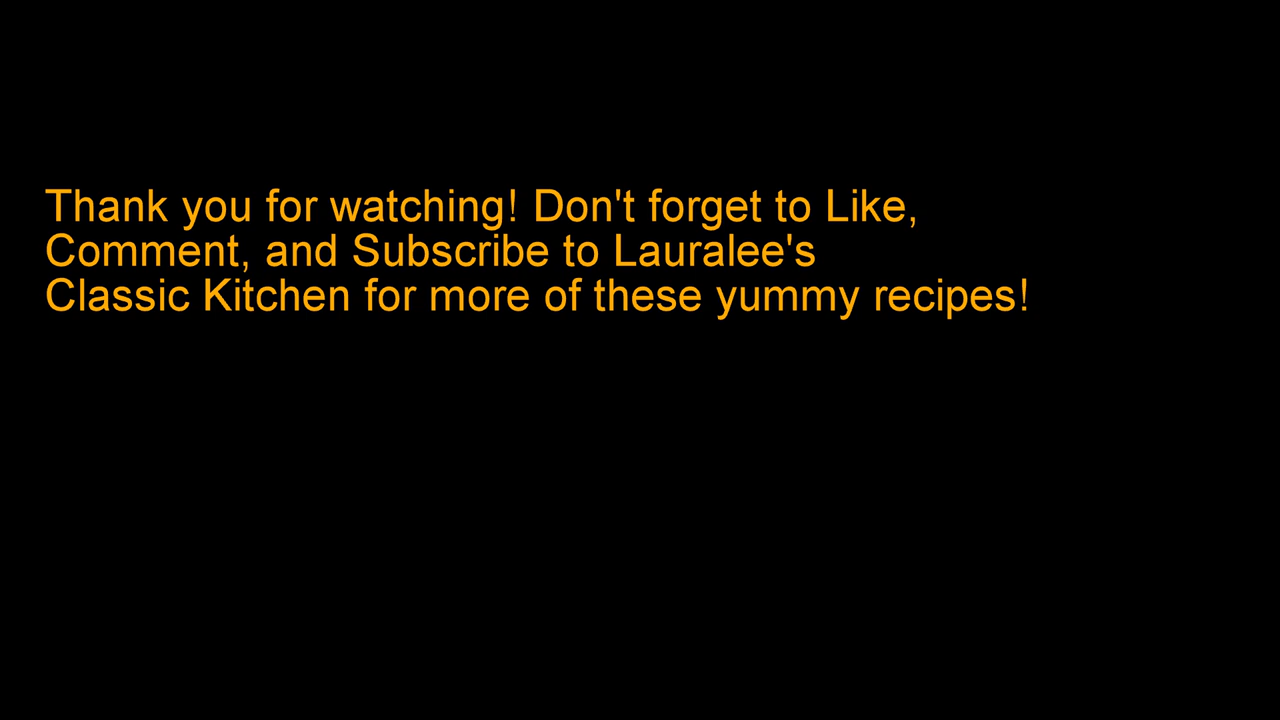 Thank you for watching! Don't forget to Like,
Comment, and Subscribe to Lauralee's
Classic Kitchen for more of these yummy recipes!